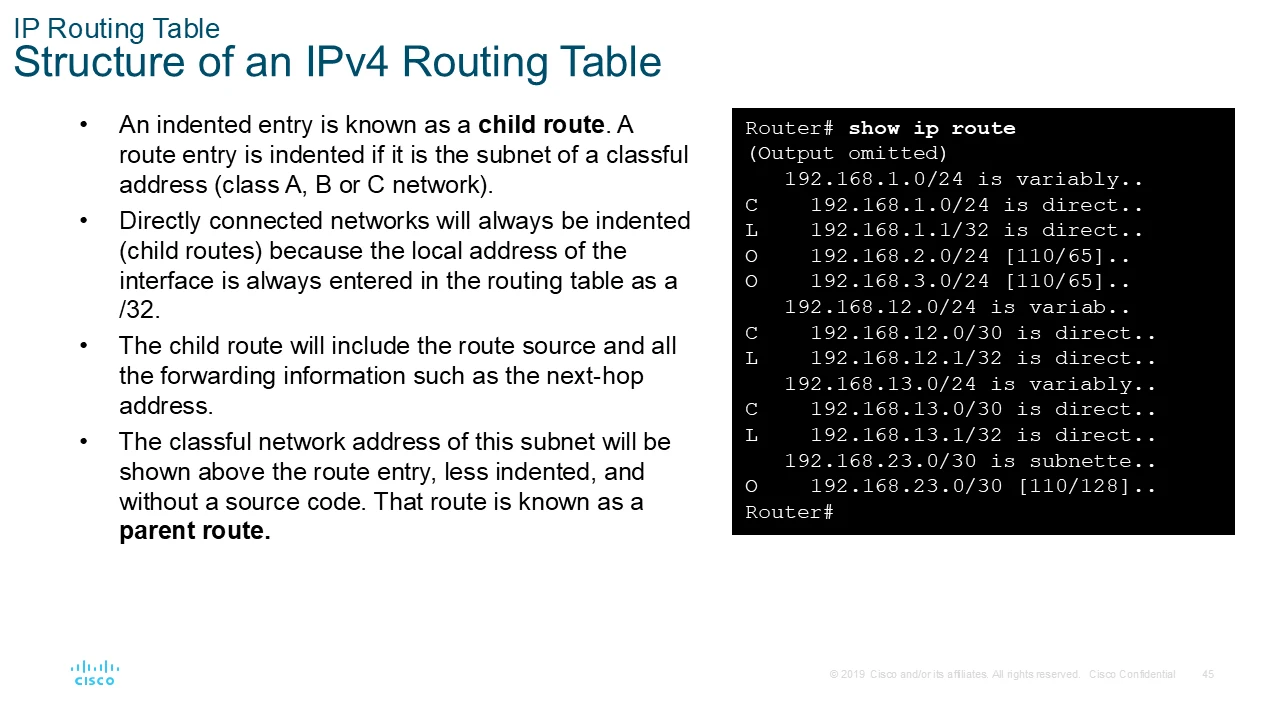 IP Routing Table
Structure of an IPv4 Routing Table
• An indented entry is known as a child route. A
route entry is indented if it is the subnet of a classful
address (class A, B or C network).
• Directly connected networks will always be indented
(child routes) because the local address of the
interface is always entered in the routing table as a
/32.
• The child route will include the route source and all
the forwarding information such as the next-hop
address.
• The classful network address of this subnet will be
shown above the route entry, less indented, and
without a source code. That route is known as a
parent route.
Router# show ip route
(Output omitted)
   192.168.1.0/24 is variably..
C    192.168.1.0/24 is direct..
L    192.168.1.1/32 is direct..
O    192.168.2.0/24 [110/65]..
O    192.168.3.0/24 [110/65]..
   192.168.12.0/24 is variab..
C    192.168.12.0/30 is direct..
L    192.168.12.1/32 is direct..
   192.168.13.0/24 is variably..
C    192.168.13.0/30 is direct..
L    192.168.13.1/32 is direct..
   192.168.23.0/30 is subnette..
O    192.168.23.0/30 [110/128]..
Router#
CISCO
© 2019 Cisco and/or its affiliates. All rights reserved. Cisco Confidential 45